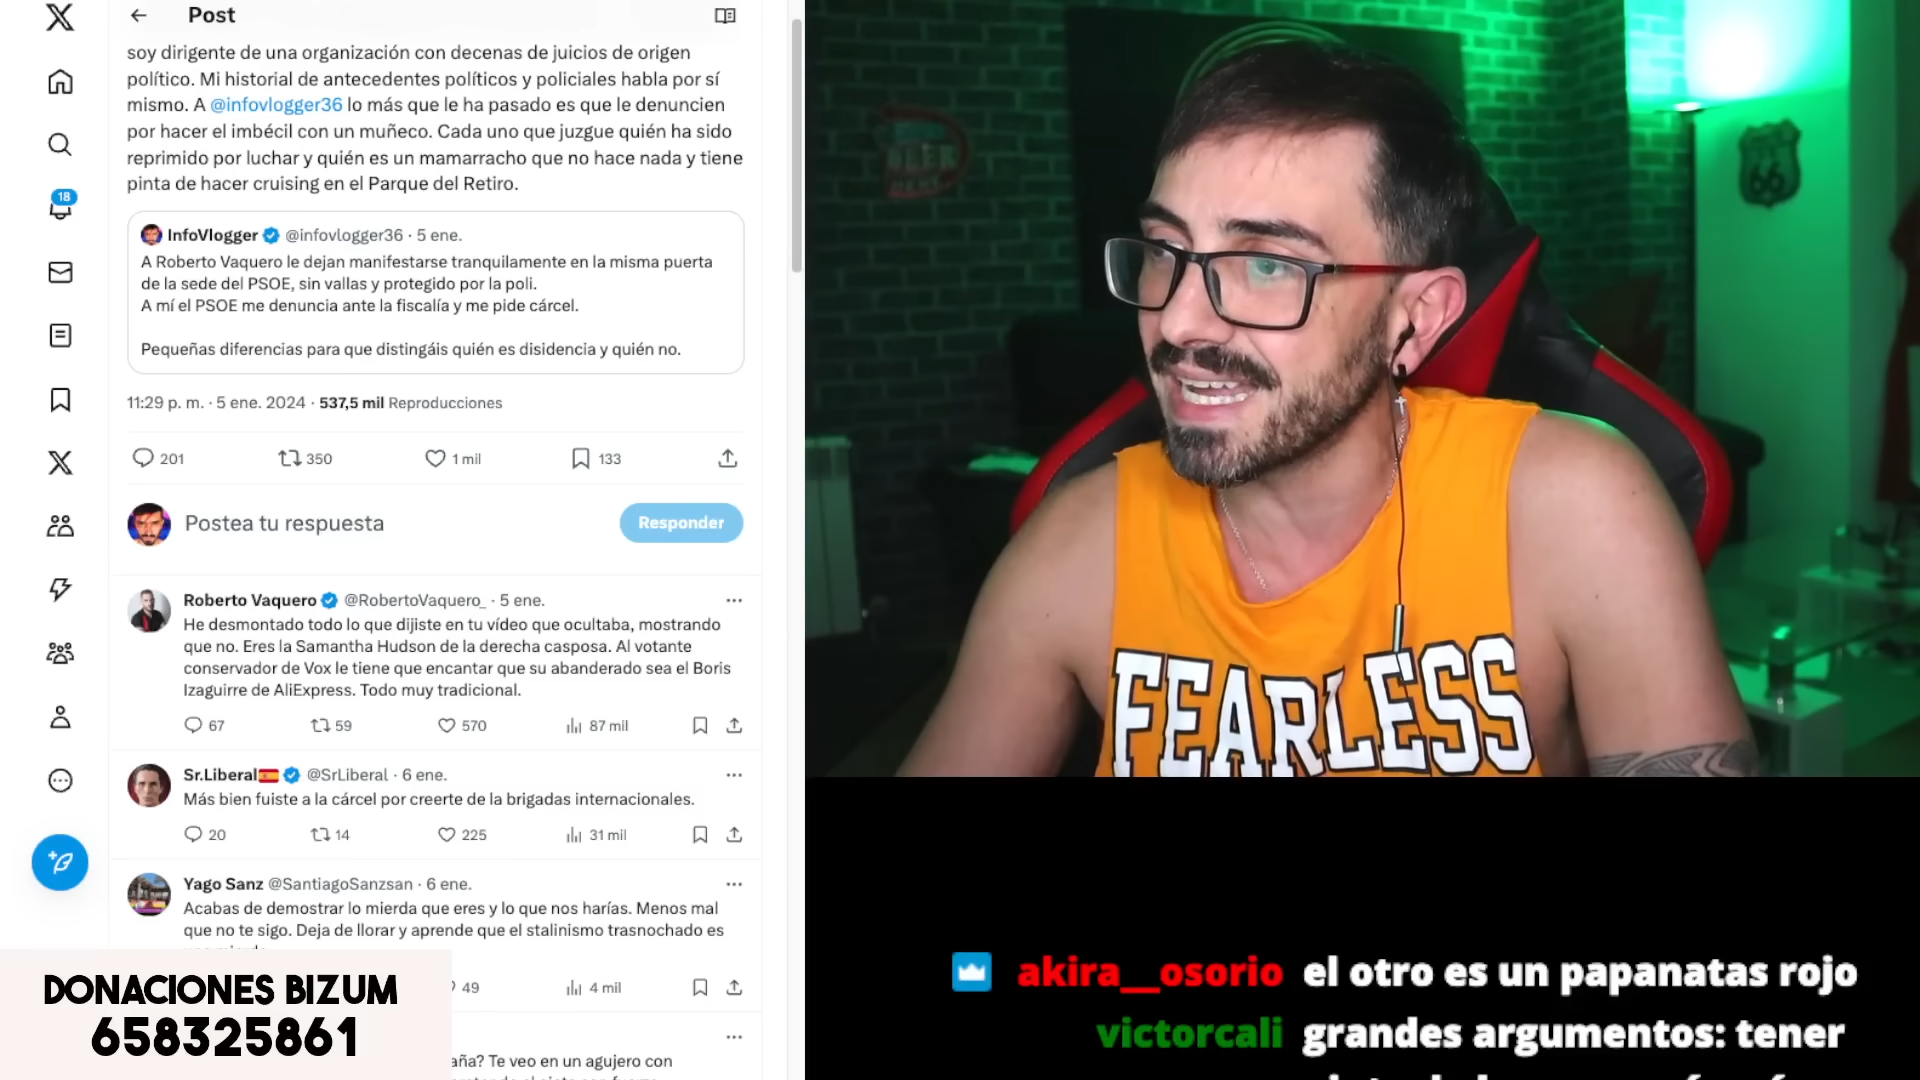 Post
soy dirigente de una organización con decenas de juicios de origen
político. Mi historial de antecedentes políticos y policiales habla por sí
mismo. A @infovlogger36 lo más que le ha pasado es que le denuncien
por hacer el imbécil con un muñeco. Cada uno que juzgue quién ha sido
reprimido por luchar y quién es un mamarracho que no hace nada y tiene
pinta de hacer cruising en el Parque del Retiro.
InfoVlogger @infovlogger36 · 5 ene.
A Roberto Vaquero le dejan manifestarse tranquilamente en la misma puerta
de la sede del PSOE, sin vallas y protegido por la poli.
A mí el PSOE me denuncia ante la fiscalía y me pide cárcel.
Pequeñas diferencias para que distingáis quién es disidencia y quién no.
11:29 p. m. · 5 ene. 2024 · 537,5 mil Reproducciones
201 350 1 mil 133
Postea tu respuesta Responder
Roberto Vaquero @RobertoVaquero_ · 5 ene.
He desmontado todo lo que dijiste en tu vídeo que ocultaba, mostrando
que no. Eres la Samantha Hudson de la derecha casposa. Al votante
conservador de Vox le tiene que encantar que su abanderado sea el Boris
Izaguirre de AliExpress. Todo muy tradicional.
67 59 570 87 mil
Sr.Liberal @SrLiberal · 6 ene.
Más bien fuiste a la cárcel por creerte de la brigadas internacionales.
20 14 225 31 mil
Yago Sanz @SantiagoSanzsan · 6 ene.
Acabas de demostrar lo mierda que eres y lo que nos harías. Menos mal
que no te sigo. Deja de llorar y aprende que el stalinismo trasnochado es
49 4 mil
aña? Te veo en un agujero con
18
DONACIONES BIZUM
658325861
GEEK
66
FEARLESS
akira__osorio el otro es un papanatas rojo
victorcali grandes argumentos: tener